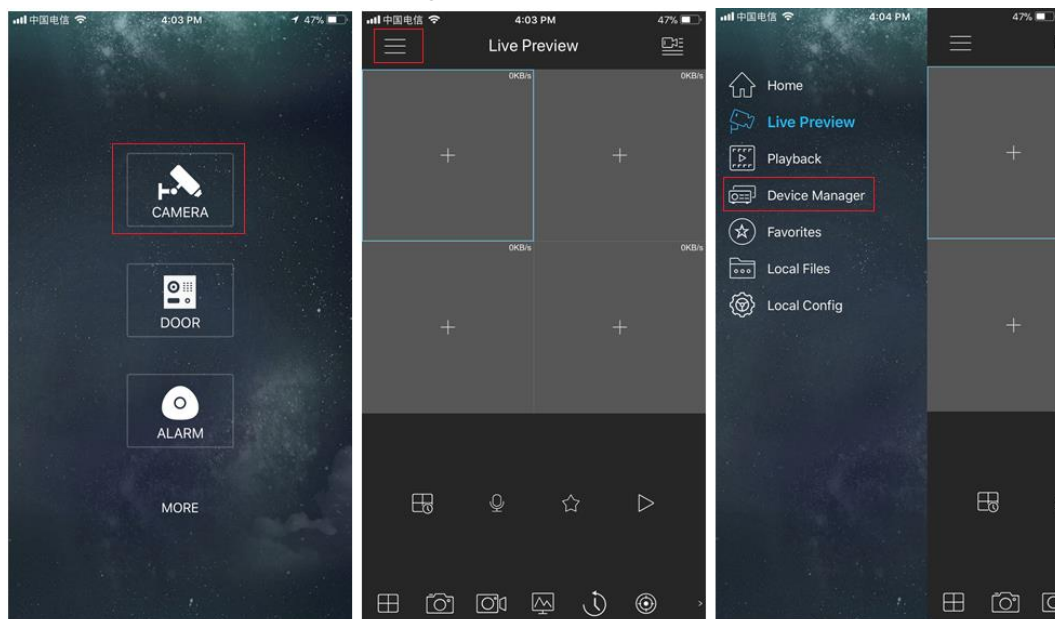 中国电信
4:03 PM
47%
CAMERA
DOOR
ALARM
MORE
中国电信
4:03 PM
47%
Live Preview
0KB/s
0KB/s
0KB/s
0KB/s
中国电信
4:04 PM
47%
Home
Live Preview
Playback
Device Manager
Favorites
Local Files
Local Config